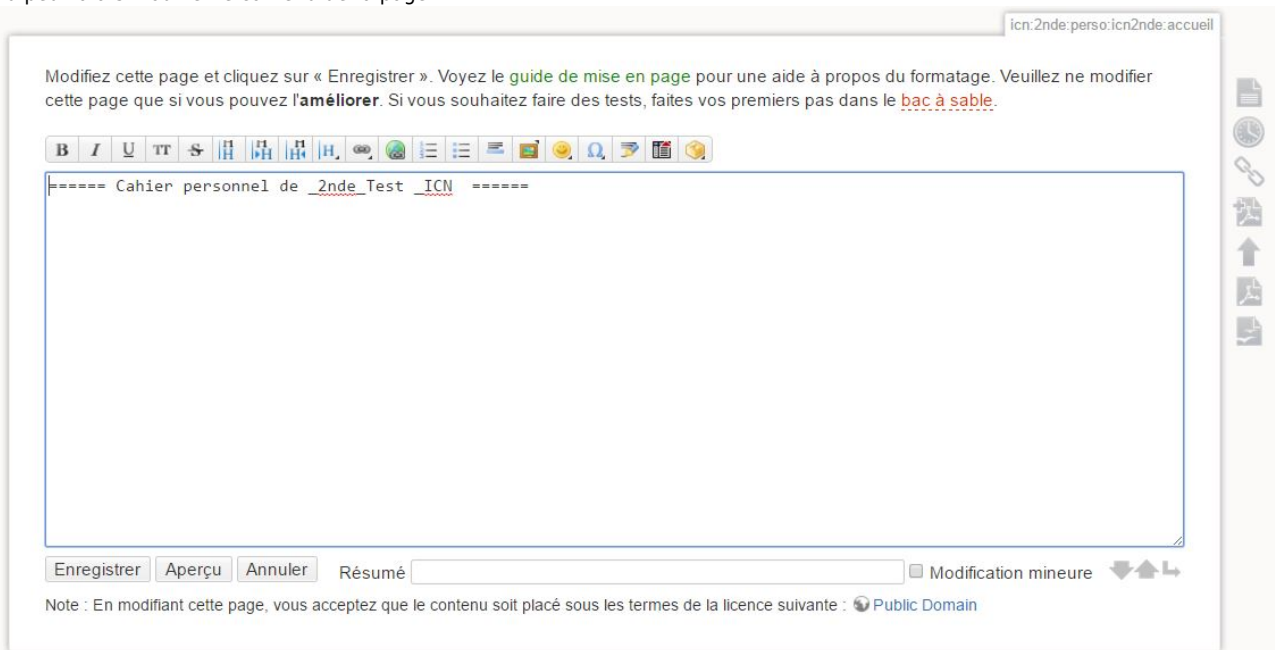 icn:2nde:perso:icn2nde:accueil
Modifiez cette page et cliquez sur « Enregistrer ». Voyez le guide de mise en page pour une aide à propos du formatage. Veuillez ne modifier
cette page que si vous pouvez l'améliorer. Si vous souhaitez faire des tests, faites vos premiers pas dans le bac à sable.
B I U TT S H H H H Ω
====== Cahier personnel de _2nde_Test _ICN ======
Enregistrer Aperçu Annuler Résumé Modification mineure
Note : En modifiant cette page, vous acceptez que le contenu soit placé sous les termes de la licence suivante : Public Domain